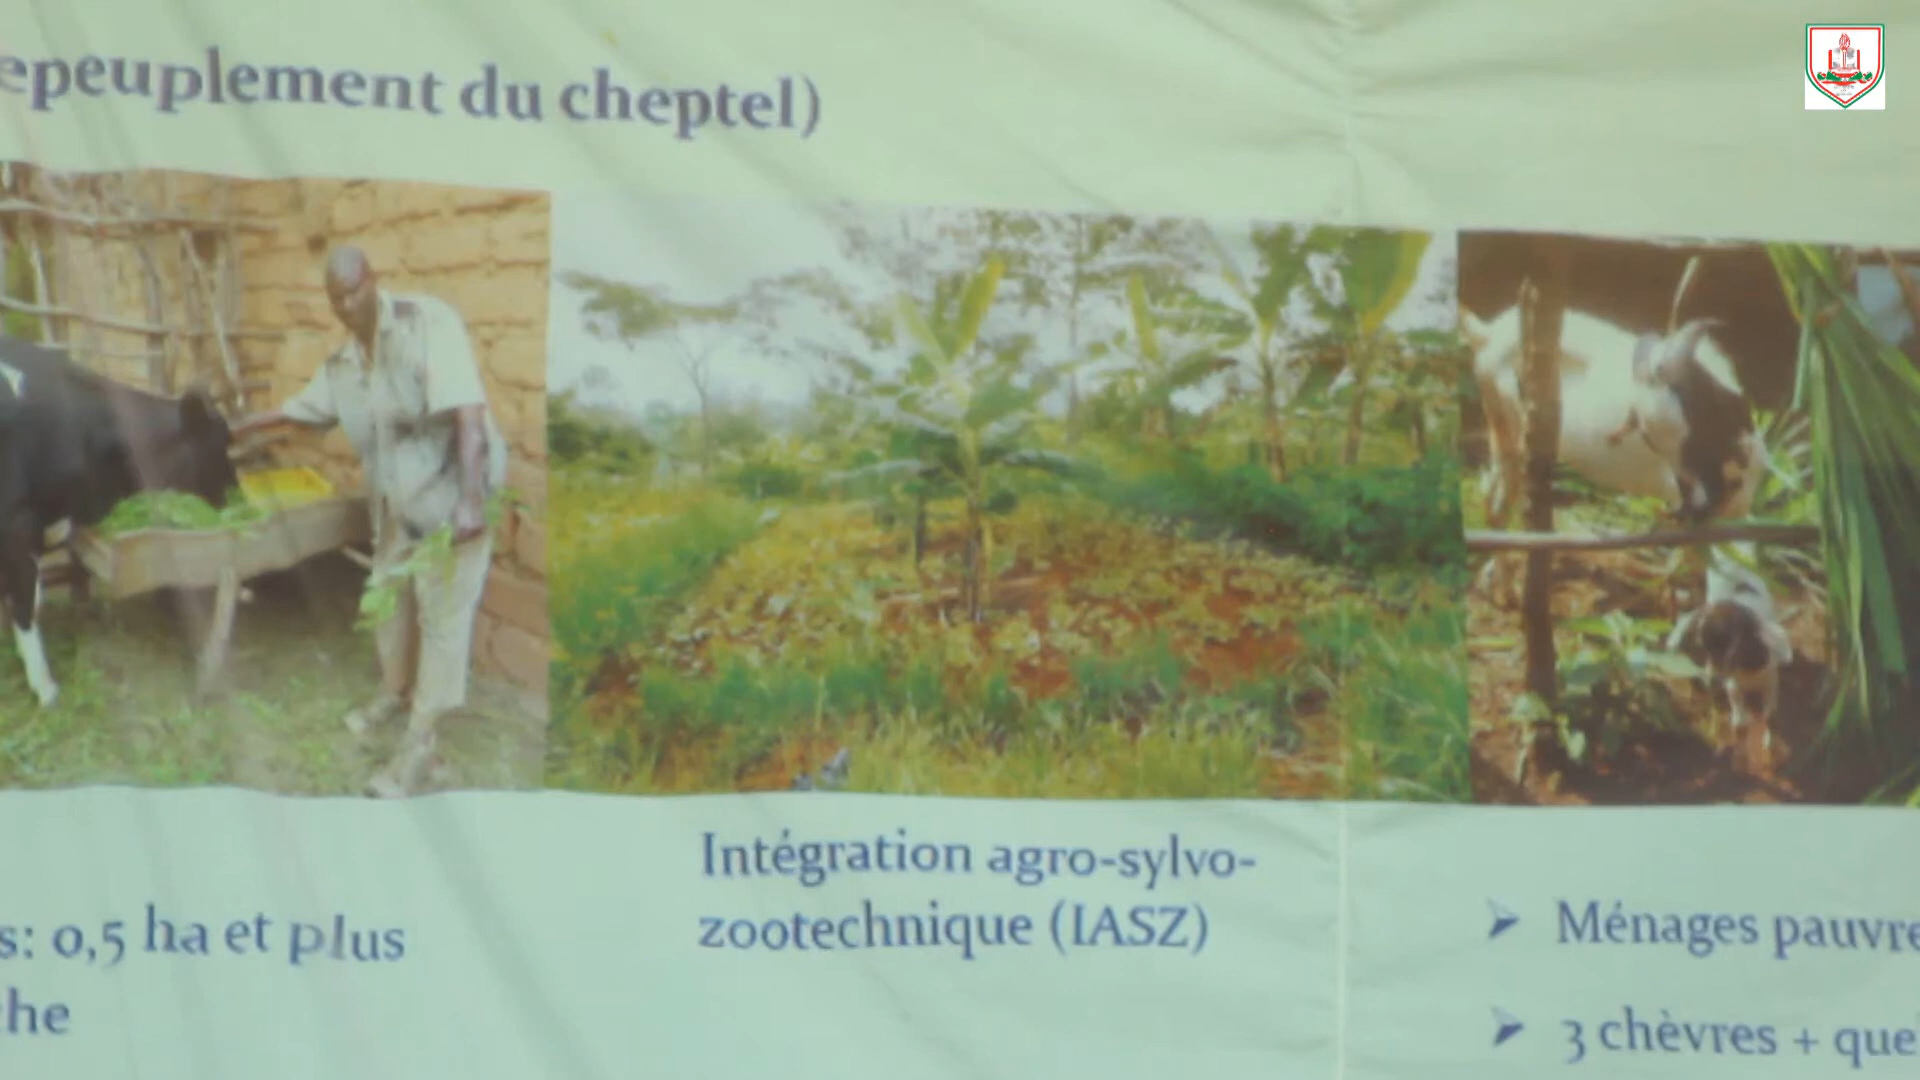 epeuplement du cheptel)
Intégration agro-sylvo-
zootechnique (IASZ)
s: 0,5 ha et plus
he
➢ Ménages pauvre
➢ 3 chèvres + que